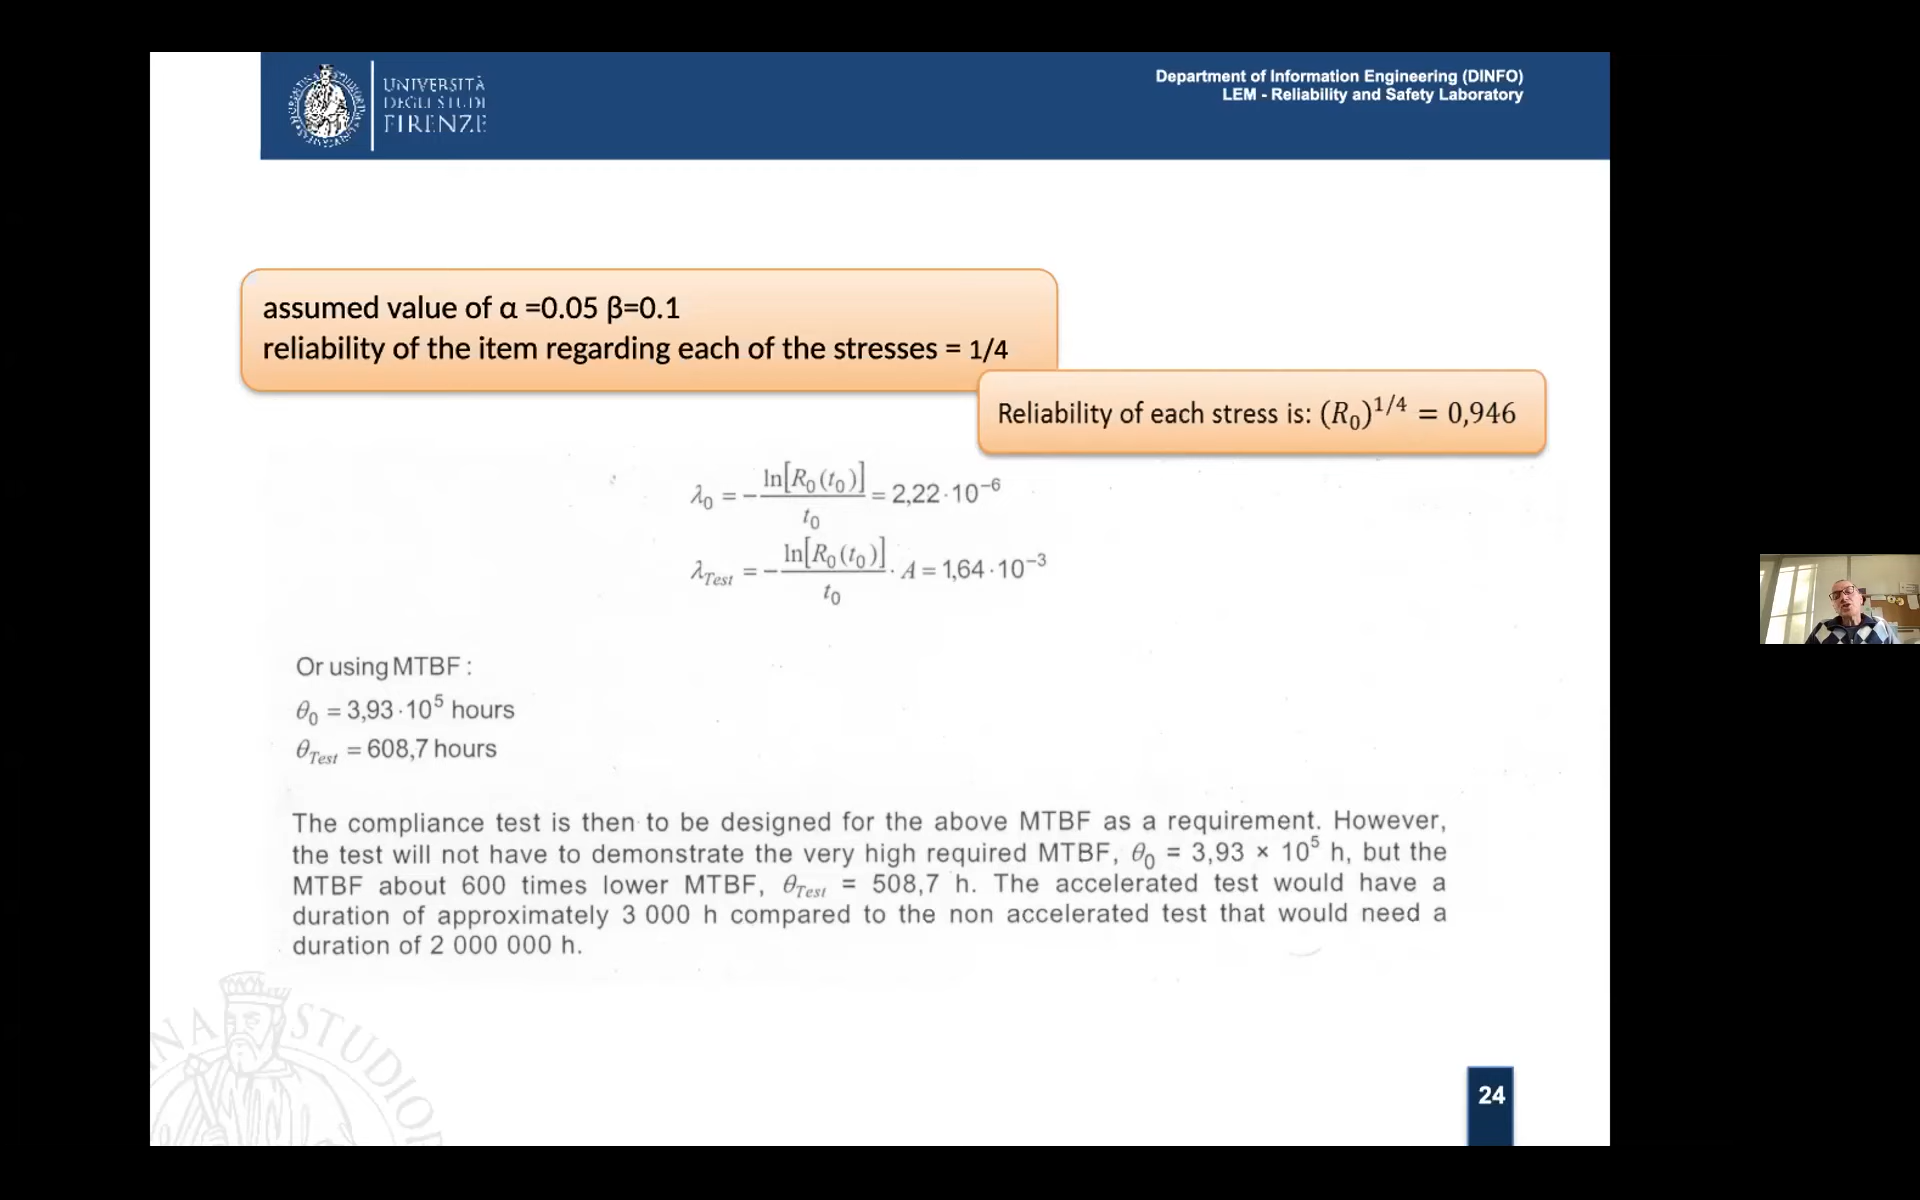 UNIVERSITÀ
DEGLI STUDI
FIRENZE
Department of Information Engineering (DINFO)
LEM - Reliability and Safety Laboratory
assumed value of α =0.05 β=0.1
reliability of the item regarding each of the stresses = 1/4
Reliability of each stress is: (R₀)^{1/4} = 0,946
λ₀ = − ln[R₀(t₀)] / t₀ = 2,22·10⁻⁶
λ_Test = − ln[R₀(t₀)] / t₀ · A = 1,64·10⁻³
Or using MTBF :
θ₀ = 3,93·10⁵ hours
θ_Test = 608,7 hours
The compliance test is then to be designed for the above MTBF as a requirement. However,
the test will not have to demonstrate the very high required MTBF, θ₀ = 3,93 × 10⁵ h, but the
MTBF about 600 times lower MTBF, θ_Test = 508,7 h. The accelerated test would have a
duration of approximately 3 000 h compared to the non accelerated test that would need a
duration of 2 000 000 h.
NA STUDIO
24